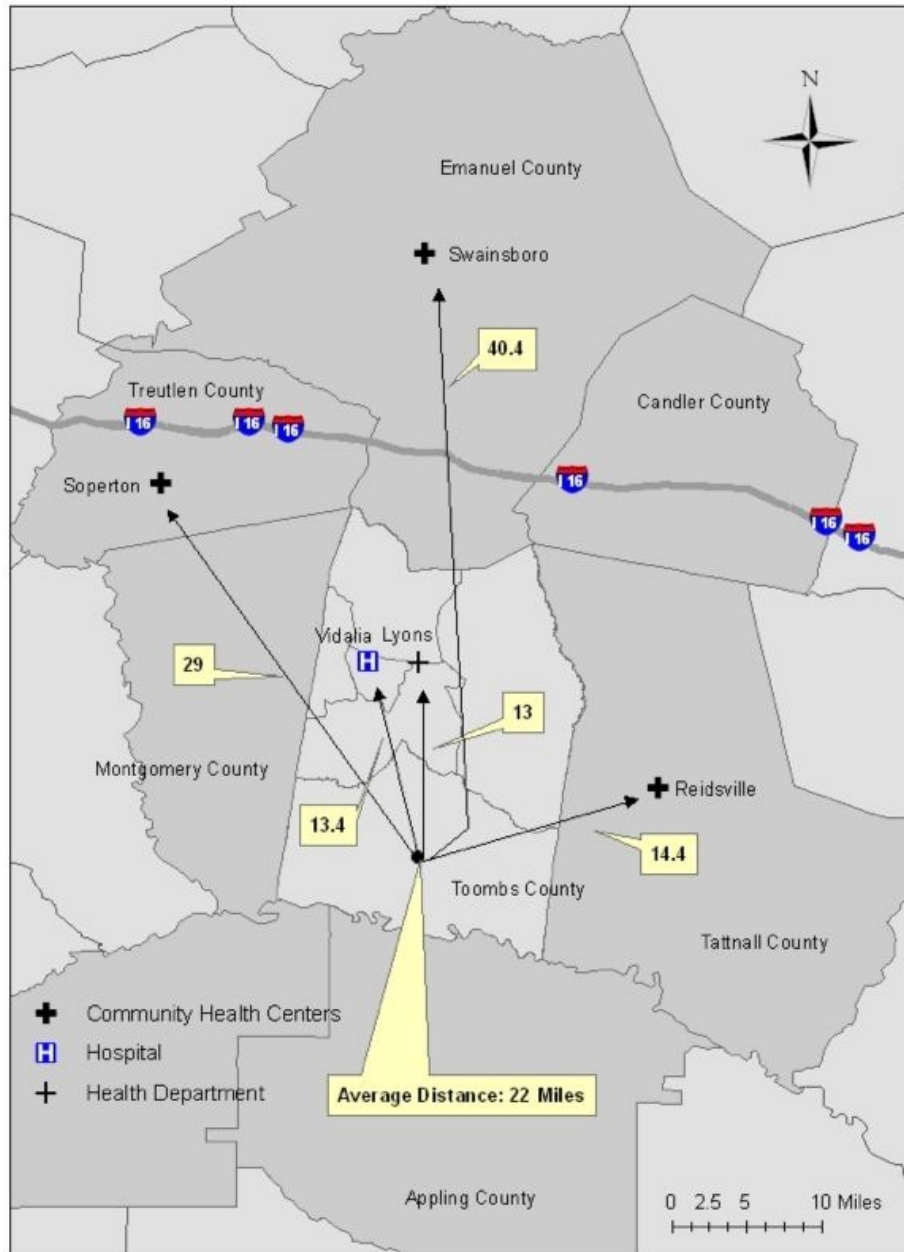 N
Emanuel County
Swainsboro
40.4
Treutlen County
Candler County
I 16
I 16
I 16
I 16
Soperton
I 16
I 16
Vidalia Lyons
H
29
13
Montgomery County
Reidsville
13.4
14.4
Toombs County
Tattnall County
Community Health Centers
H Hospital
Health Department
Average Distance: 22 Miles
Appling County
0 2.5 5 10 Miles